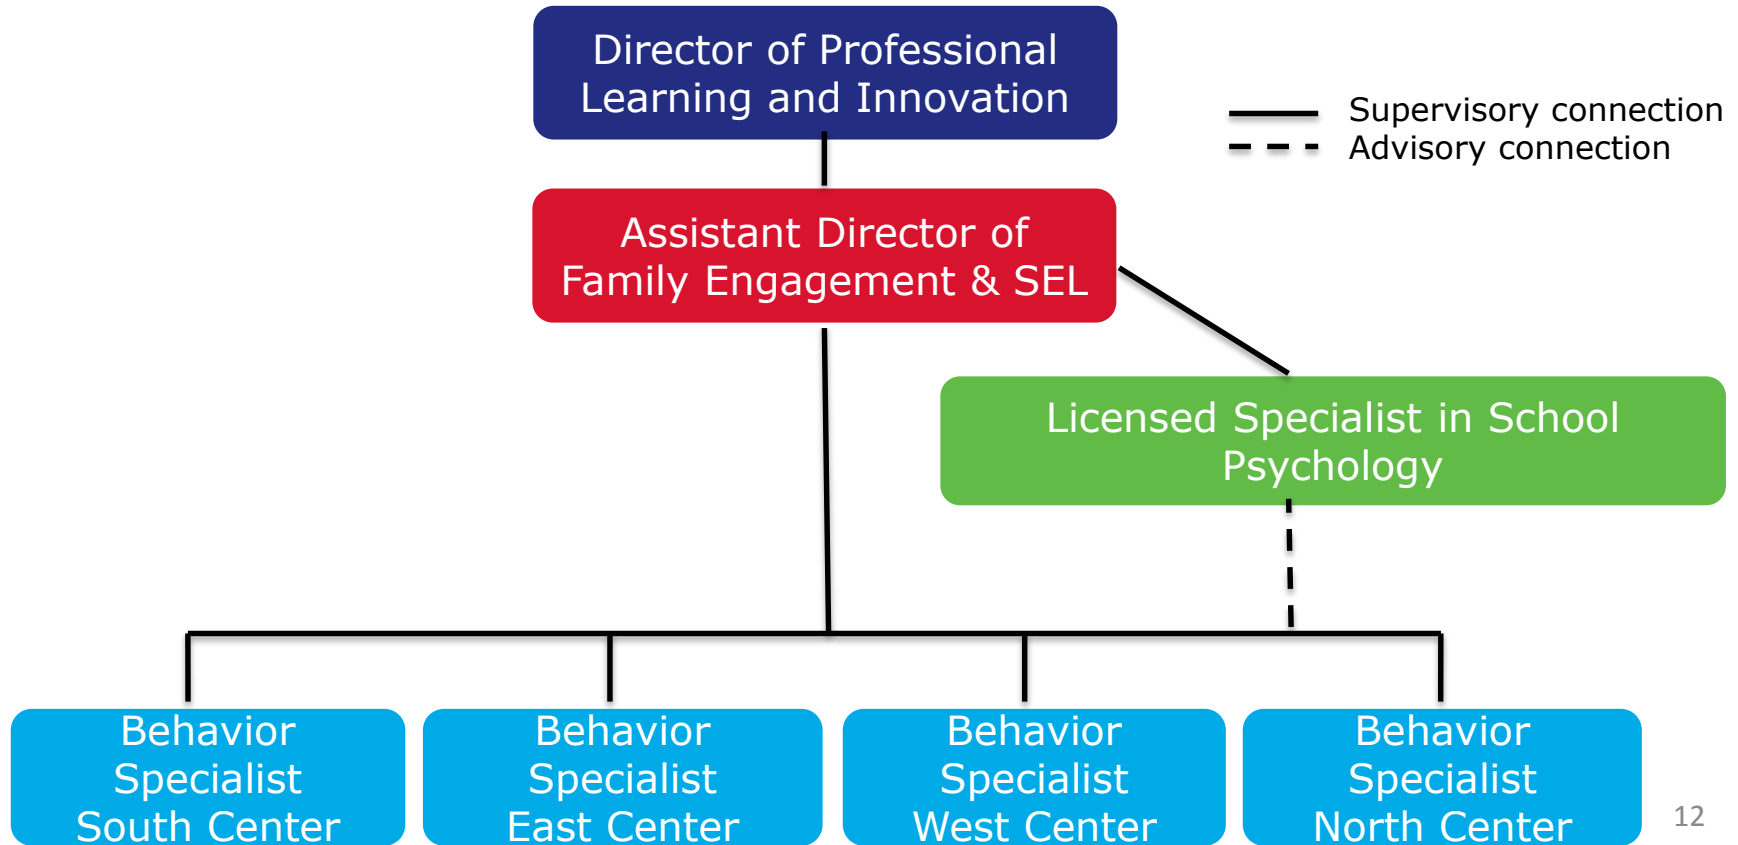 Director of Professional
Learning and Innovation
Supervisory connection
Advisory connection
Assistant Director of
Family Engagement & SEL
Licensed Specialist in School
Psychology
Behavior
Specialist
South Center
Behavior
Specialist
East Center
Behavior
Specialist
West Center
Behavior
Specialist
North Center
12